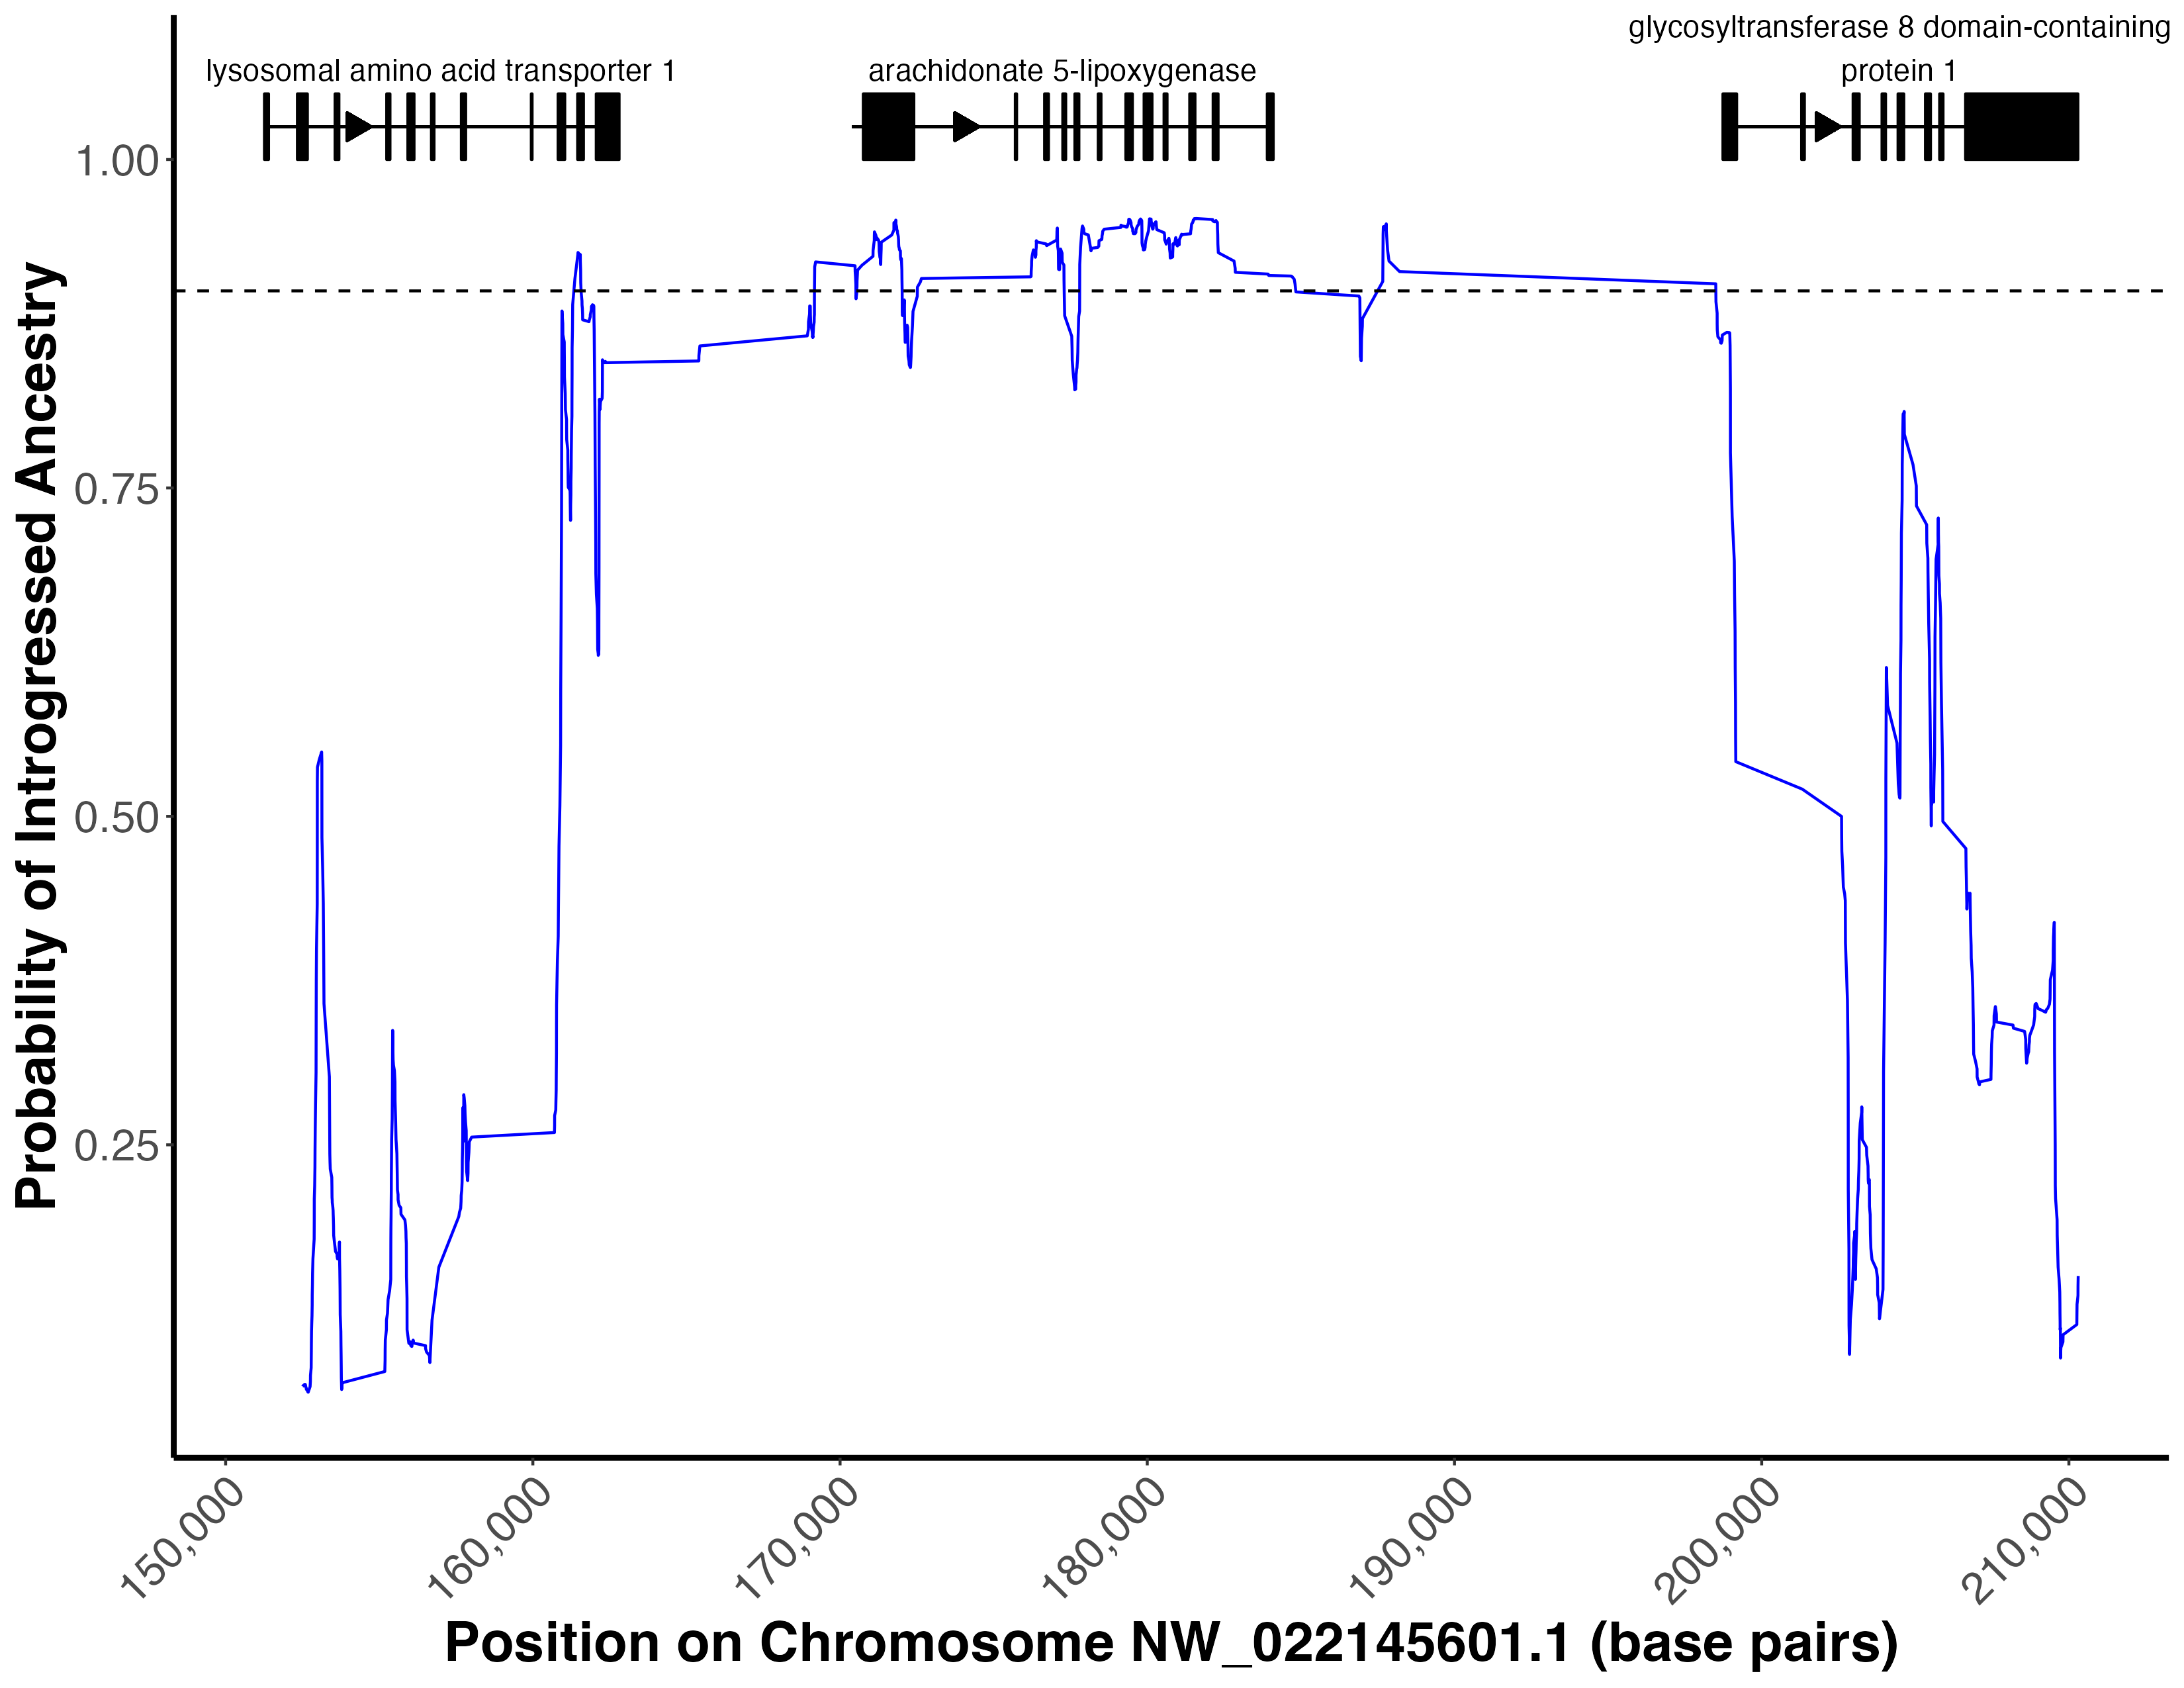 glycosyltransferase 8 domain-containing
lysosomal amino acid transporter 1
arachidonate 5-lipoxygenase
protein 1
1.00
0.75
0.50
0.25
Probability of Introgressed Ancestry
150,000
160,000
170,000
180,000
190,000
200,000
210,000
Position on Chromosome NW_022145601.1 (base pairs)